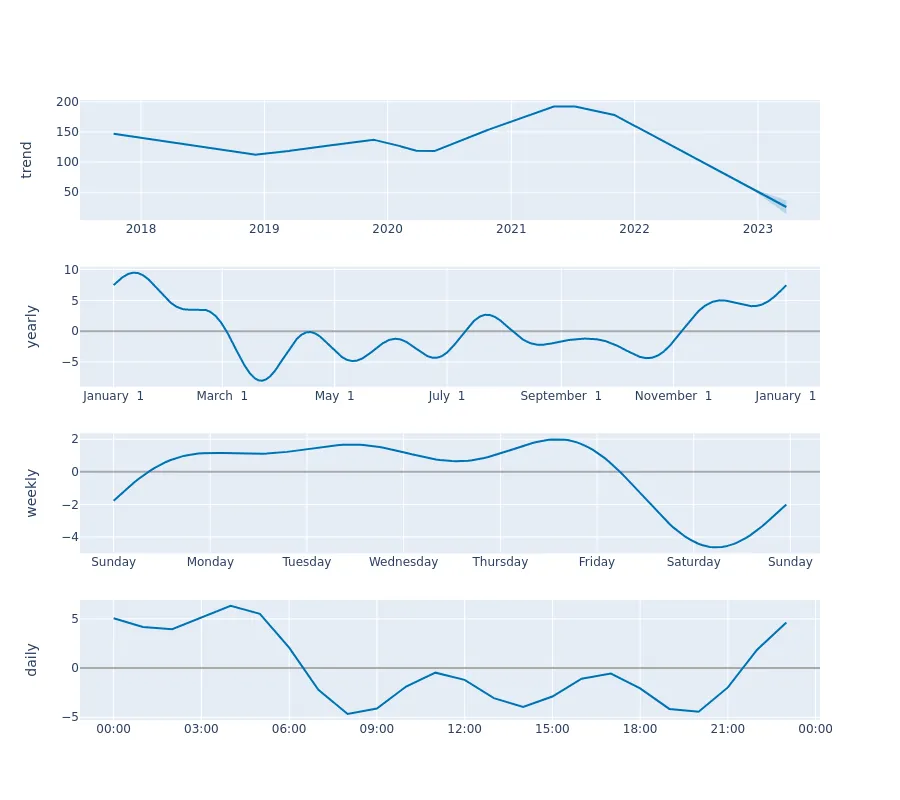 trend
200
150
100
50
2018 2019 2020 2021 2022 2023
yearly
10
5
0
−5
January 1 March 1 May 1 July 1 September 1 November 1 January 1
weekly
2
0
−2
−4
Sunday Monday Tuesday Wednesday Thursday Friday Saturday Sunday
daily
5
0
−5
00:00 03:00 06:00 09:00 12:00 15:00 18:00 21:00 00:00